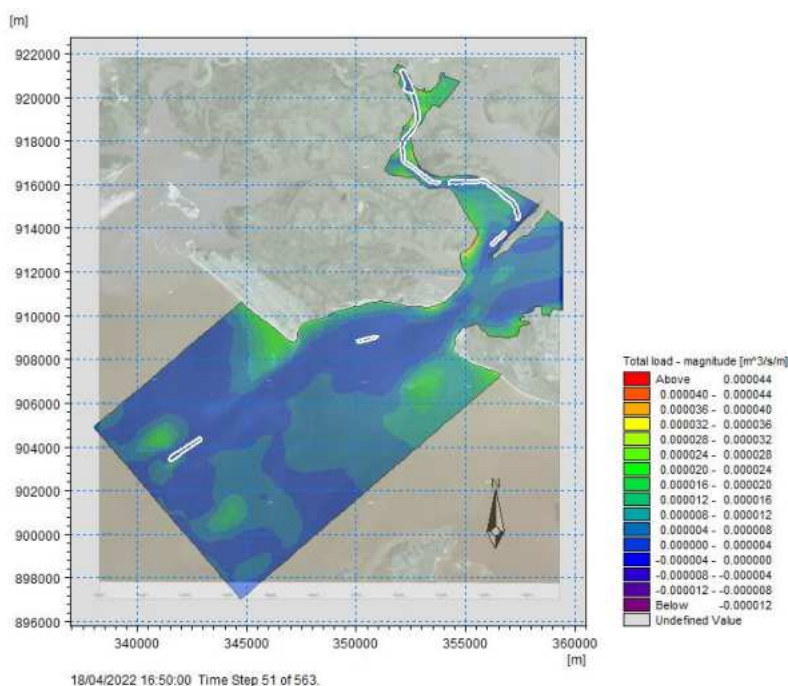 [m]
922000
920000
918000
916000
914000
912000
910000
908000
906000
904000
902000
900000
898000
896000
340000 345000 350000 355000 360000
[m]
N
Total load - magnitude [m^3/s/m]
Above 0.000044
0.000040 - 0.000044
0.000036 - 0.000040
0.000032 - 0.000036
0.000028 - 0.000032
0.000024 - 0.000028
0.000020 - 0.000024
0.000016 - 0.000020
0.000012 - 0.000016
0.000008 - 0.000012
0.000004 - 0.000008
0.000000 - 0.000004
-0.000004 - 0.000000
-0.000008 - -0.000004
-0.000012 - -0.000008
Below -0.000012
Undefined Value
18/04/2022 16:50:00 Time Step 51 of 563.